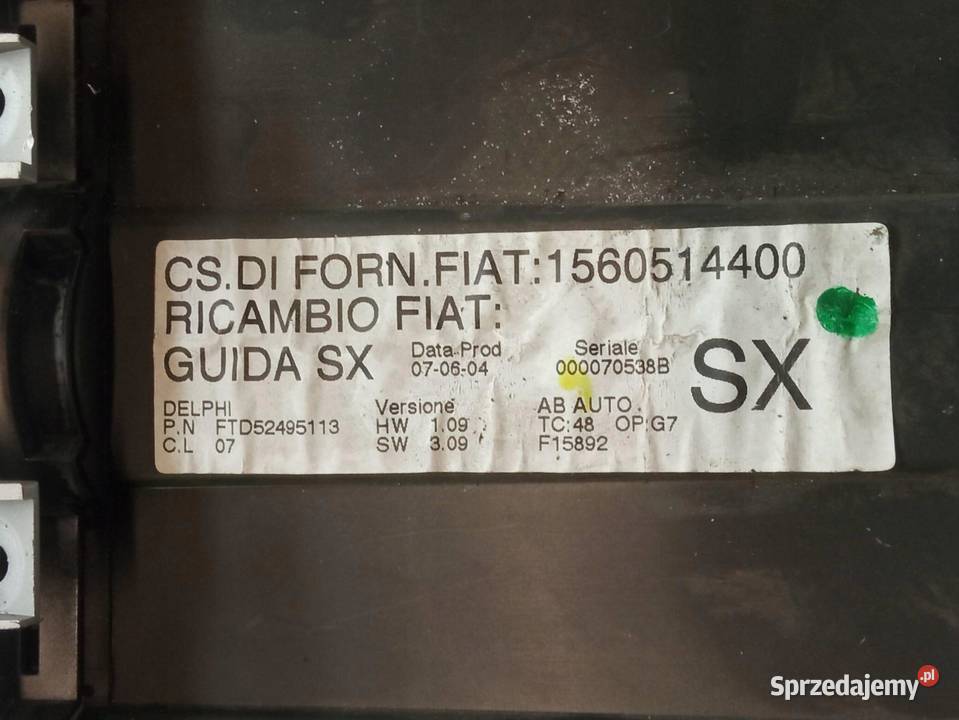 CS.DI FORN.FIAT:1560514400
RICAMBIO FIAT:
GUIDA SX
Data-Prod
07-06-04
Seriale
000070538B
SX
DELPHI
P.N FTD52495113
C.L 07
Versione
HW 1.09
SW 3.09
AB AUTO.
TC:48 OP:G7
F15892
Sprzedajemy.pl